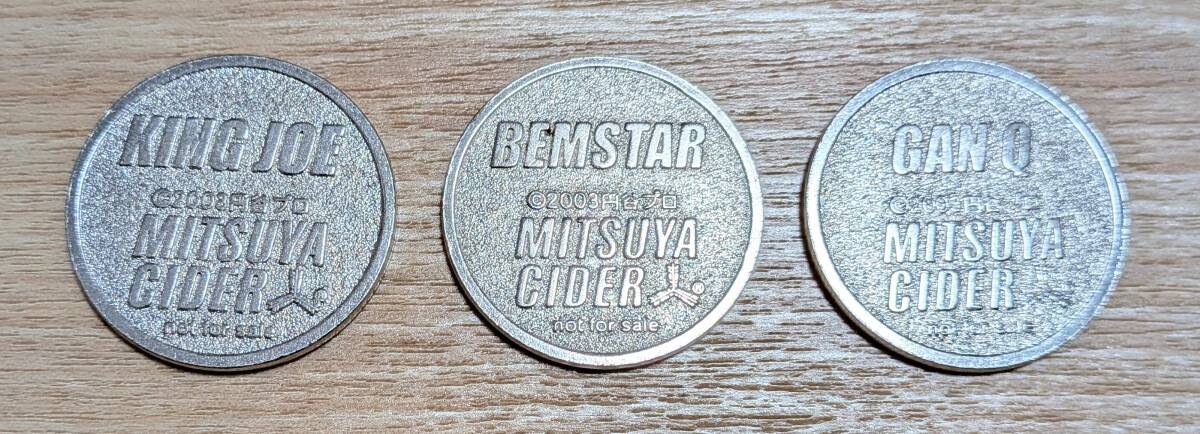 KING JOE
©2003円谷プロ
MITSUYA
CIDER
not for sale
BEMSTAR
©2003円谷プロ
MITSUYA
CIDER ®
not for sale
GAN Q
MITSUYA
CIDER